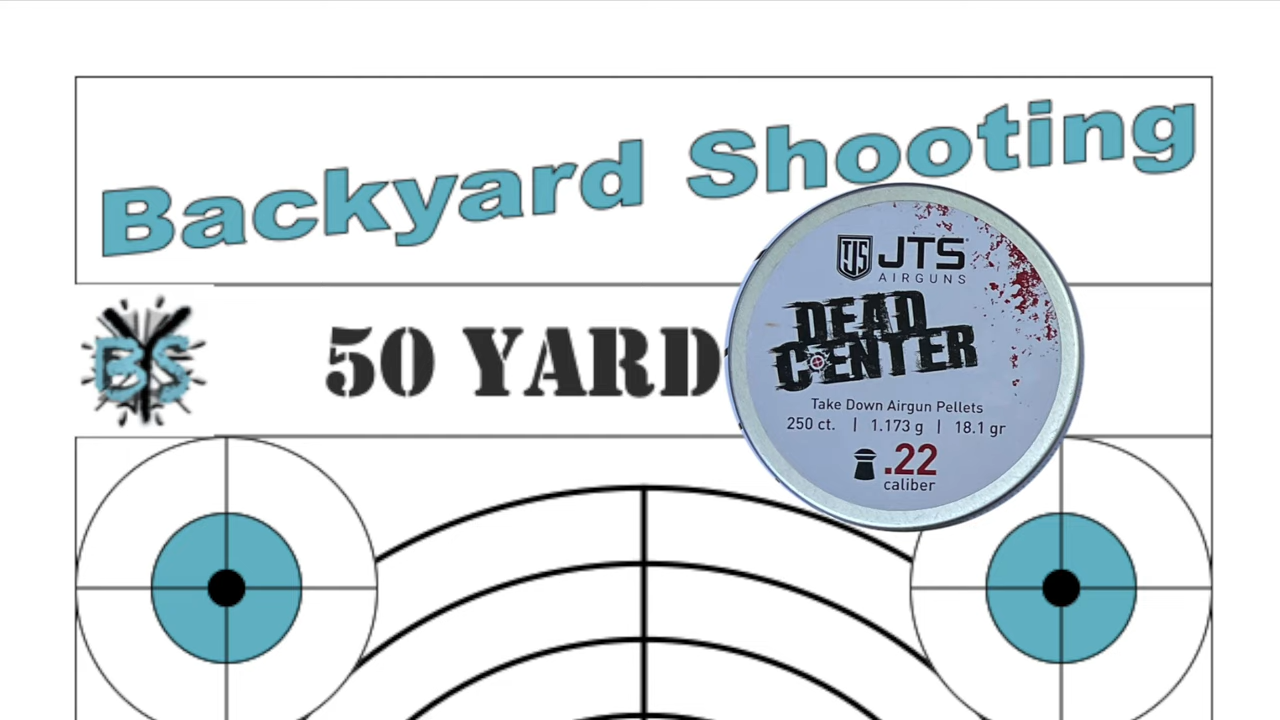 Backyard Shooting
BS
50 YARD
TJS JTS
AIRGUNS
DEAD
CENTER
Take Down Airgun Pellets
250 ct. | 1.173 g | 18.1 gr
.22
caliber